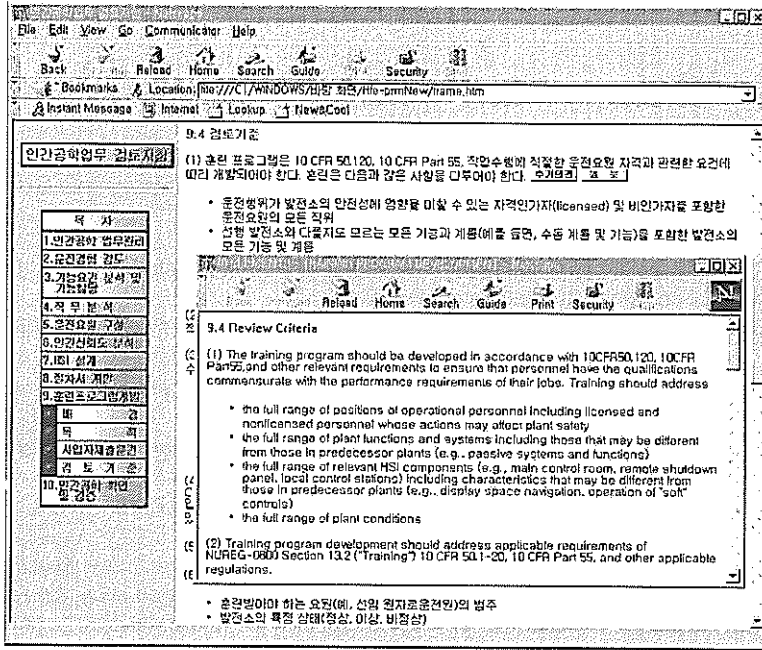 File Edit View Go Communicator Help
Back Reload Home Search Guide Security
Bookmarks Location: file:///C|/WINDOWS/바탕 화면/Hfe-prmNew/frame.htm
Instant Message Internet Lookup New&Cool
인간공학업무 검토지침
목 차
1.인간공학 업무관리
2.운전경험 검토
3.기능요건 분석 및
기능할당
4.직 무 분 석
5.운전요원 구성
6.인간신뢰도 분석
7.HSI 설계
8.절차서 개발
9.훈련프로그램개발
배 경
목 적
사업자제출문건
검 토 기 준
10.인간공학 확인
및 검증
9.4 검토기준
(1) 훈련 프로그램은 10 CFR 50.120, 10 CFR Part 55, 작업수행에 적절한 운전요원 자격과 관련한 요건에
따라 개발되어야 한다. 훈련은 다음과 같은 사항을 다루어야 한다. 추가의견
• 운전행위가 발전소의 안전성에 영향을 미칠 수 있는 자격인가자(licensed) 및 비인가자를 포함한
운전요원의 모든 직위
• 선행 발전소와 다를지도 모르는 모든 기능과 계통(예를 들면, 수동 계통 및 기능)을 포함한 발전소의
모든 기능 및 계통
Reload Home Search Guide Print Security
9.4 Review Criteria
(1) The training program should be developed in accordance with 10CFR50.120, 10CFR
Part55,and other relevant requirements to ensure that personnel have the qualifications
commensurate with the performance requirements of their jobs. Training should address
• the full range of positions of operational personnel including licensed and
nonlicensed personnel whose actions may affect plant safety
• the full range of plant functions and systems including those that may be different
from those in predecessor plants (e.g., passive systems and functions)
• the full range of relevant HSI components (e.g., main control room, remote shutdown
panel, local control stations) including characteristics that may be different from
those in predecessor plants (e.g., display space navigation, operation of "soft"
controls)
• the full range of plant conditions
(2) Training program development should address applicable requirements of
NUREG-0800 Section 13.2 ("Training") 10 CFR 50.1-20, 10 CFR Part 55, and other applicable
regulations.
• 훈련받아야 하는 요원(예, 선임 원자로운전원)의 범주
• 발전소의 특정 상태(정상, 이상, 비정상)